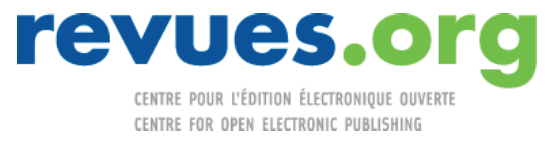 revues.org
CENTRE POUR L'ÉDITION ÉLECTRONIQUE OUVERTE
CENTRE FOR OPEN ELECTRONIC PUBLISHING